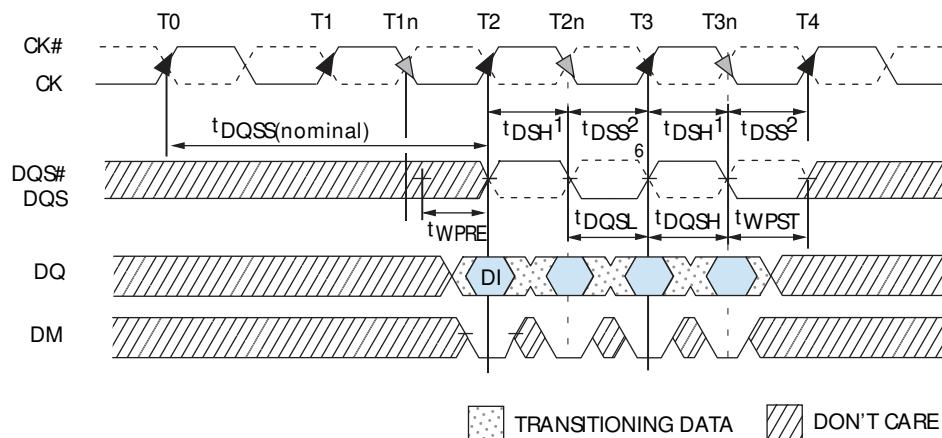 T0 T1 T1n T2 T2n T3 T3n T4
CK#
CK
tDQSS(nominal) tDSH1 tDSS2 tDSH1 tDSS2
6
DQS#
DQS
tWPRE tDQSL tDQSH tWPST
DQ DI
DM
TRANSITIONING DATA DON'T CARE